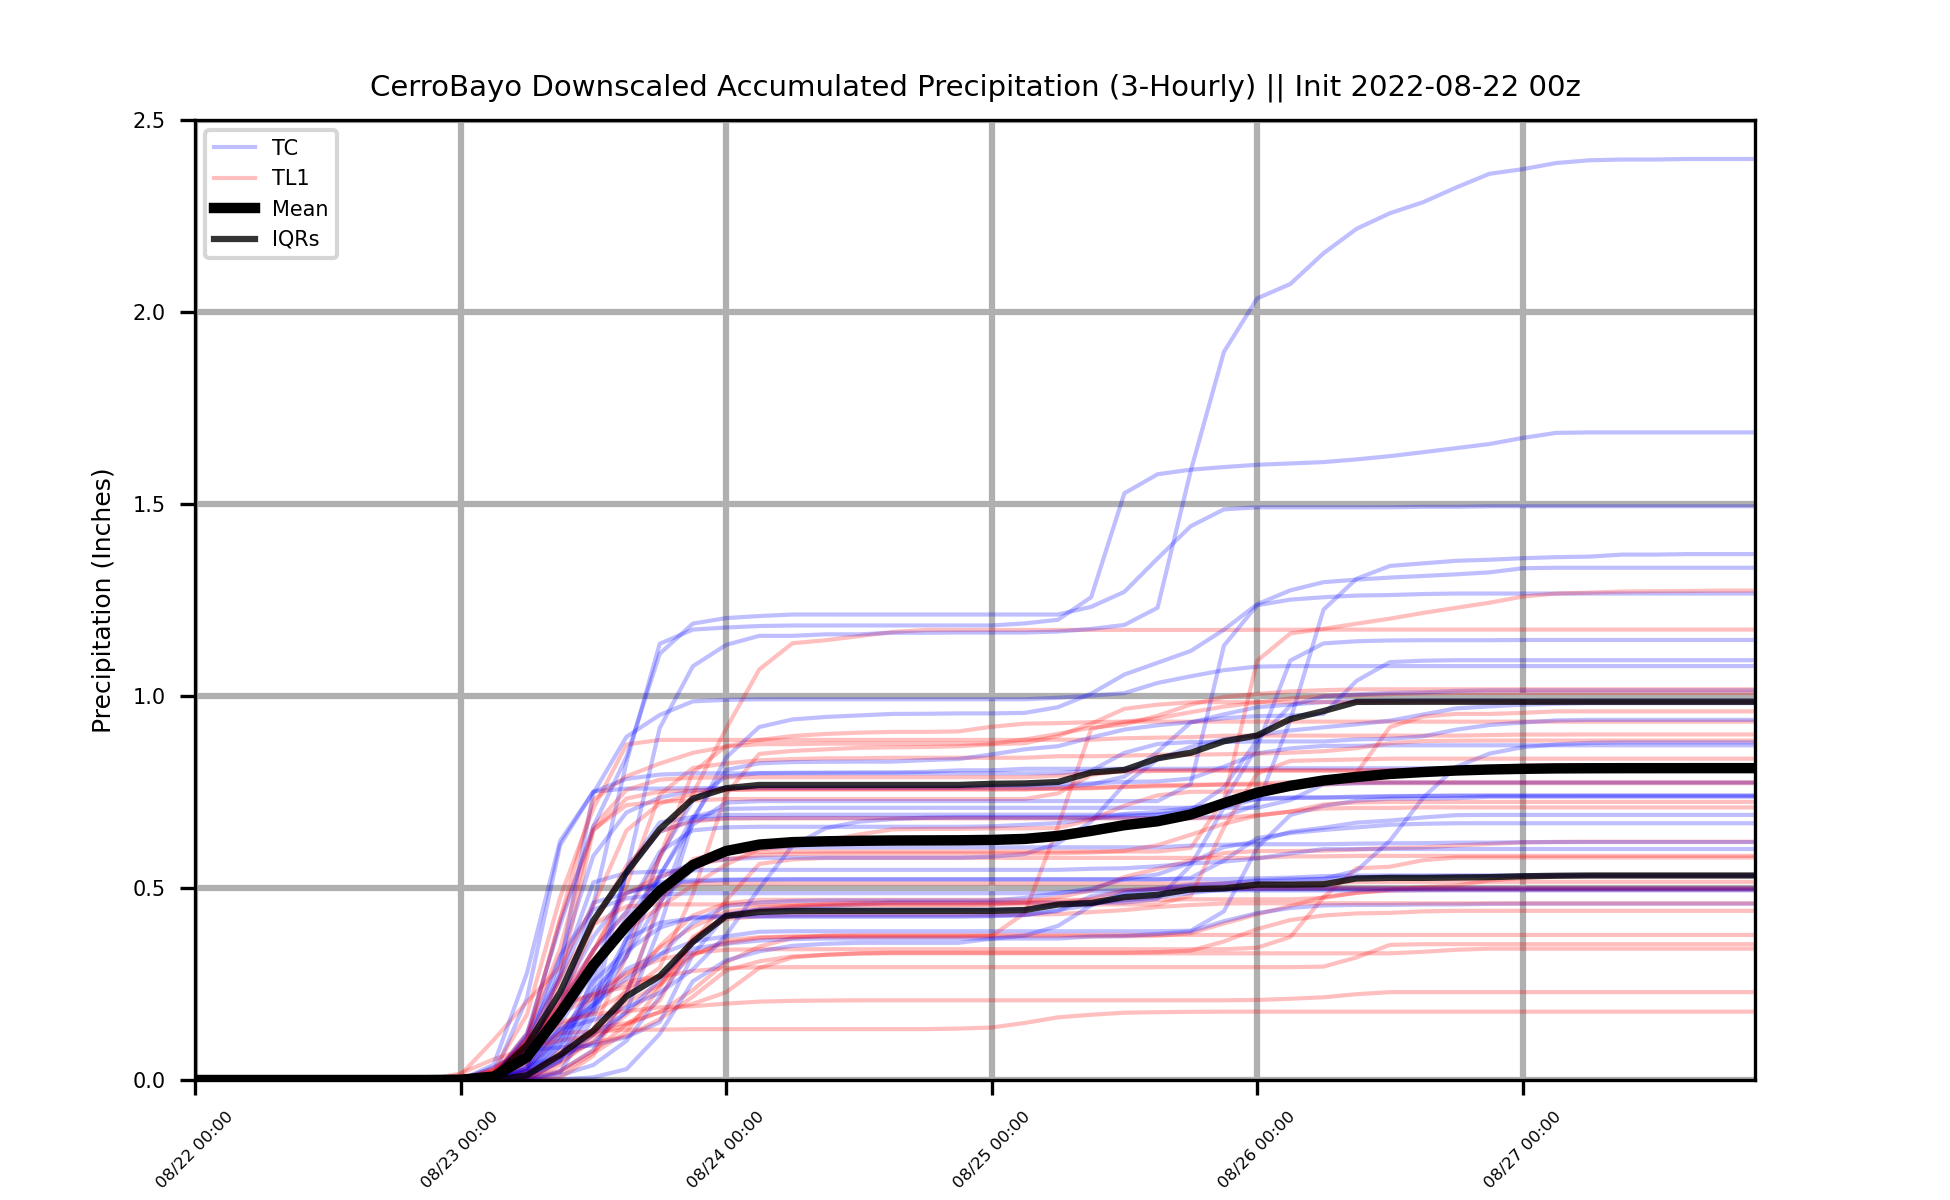 CerroBayo Downscaled Accumulated Precipitation (3-Hourly) || Init 2022-08-22 00z
TC
TL1
Mean
IQRs
Precipitation (Inches)
2.5
2.0
1.5
1.0
0.5
0.0
08/22 00:00
08/23 00:00
08/24 00:00
08/25 00:00
08/26 00:00
08/27 00:00